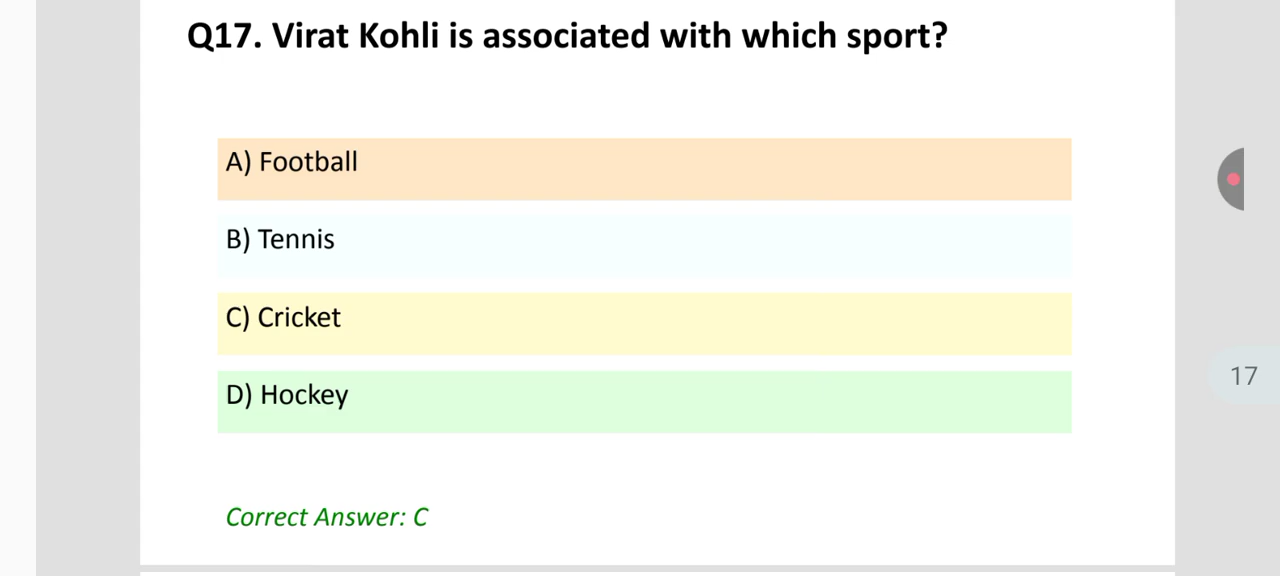 Q17. Virat Kohli is associated with which sport?
A) Football
B) Tennis
C) Cricket
17
D) Hockey
Correct Answer: C